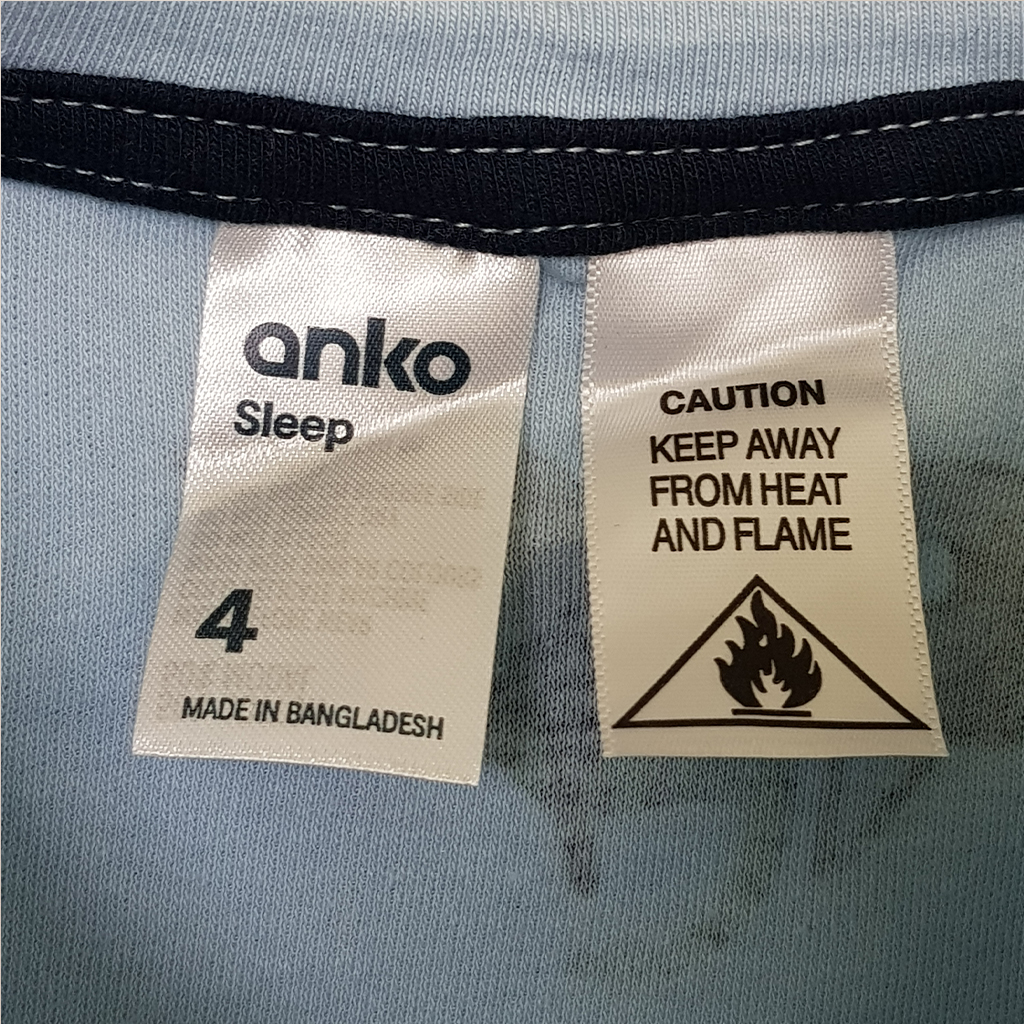 anko
Sleep
4
MADE IN BANGLADESH
CAUTION
KEEP AWAY
FROM HEAT
AND FLAME